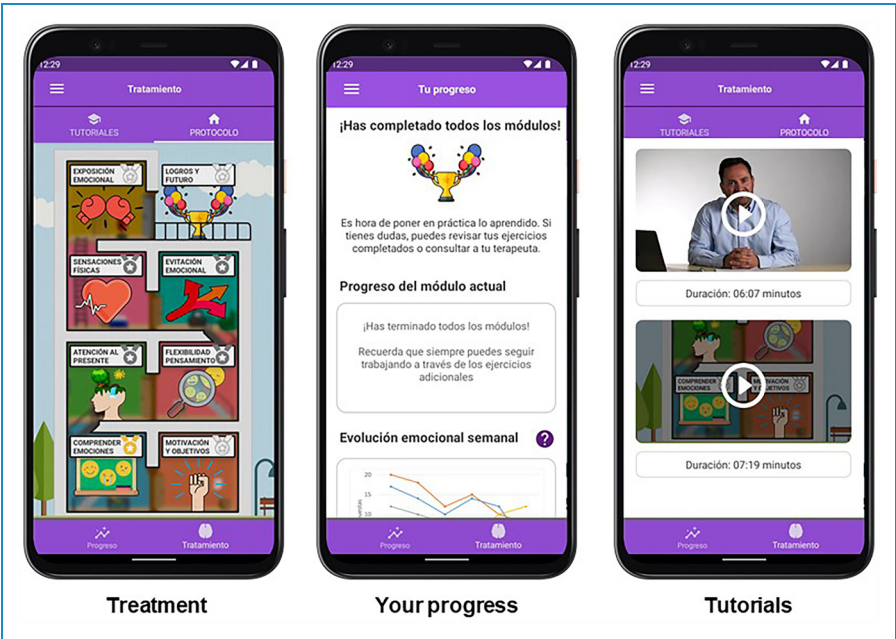 12:29
Tratamiento
TUTORIALES
PROTOCOLO
EXPOSICIÓN
EMOCIONAL
LOGROS Y
FUTURO
SENSACIONES
FÍSICAS
EVITACIÓN
EMOCIONAL
ATENCIÓN AL
PRESENTE
FLEXIBILIDAD
PENSAMIENTO
COMPRENDER
EMOCIONES
MOTIVACIÓN
Y OBJETIVOS
Progreso
Tratamiento
Treatment
12:29
Tu progreso
¡Has completado todos los módulos!
Es hora de poner en práctica lo aprendido. Si
tienes dudas, puedes revisar tus ejercicios
completados o consultar a tu terapeuta.
Progreso del módulo actual
¡Has terminado todos los módulos!
Recuerda que siempre puedes seguir
trabajando a través de los ejercicios
adicionales
Evolución emocional semanal ?
20
15
10
Progreso
Tratamiento
Your progress
12:29
Tratamiento
TUTORIALES
PROTOCOLO
Duración: 06:07 minutos
COMPRENDER
EMOCIONES
Y OBJETIVOS
Duración: 07:19 minutos
Progreso
Tratamiento
Tutorials